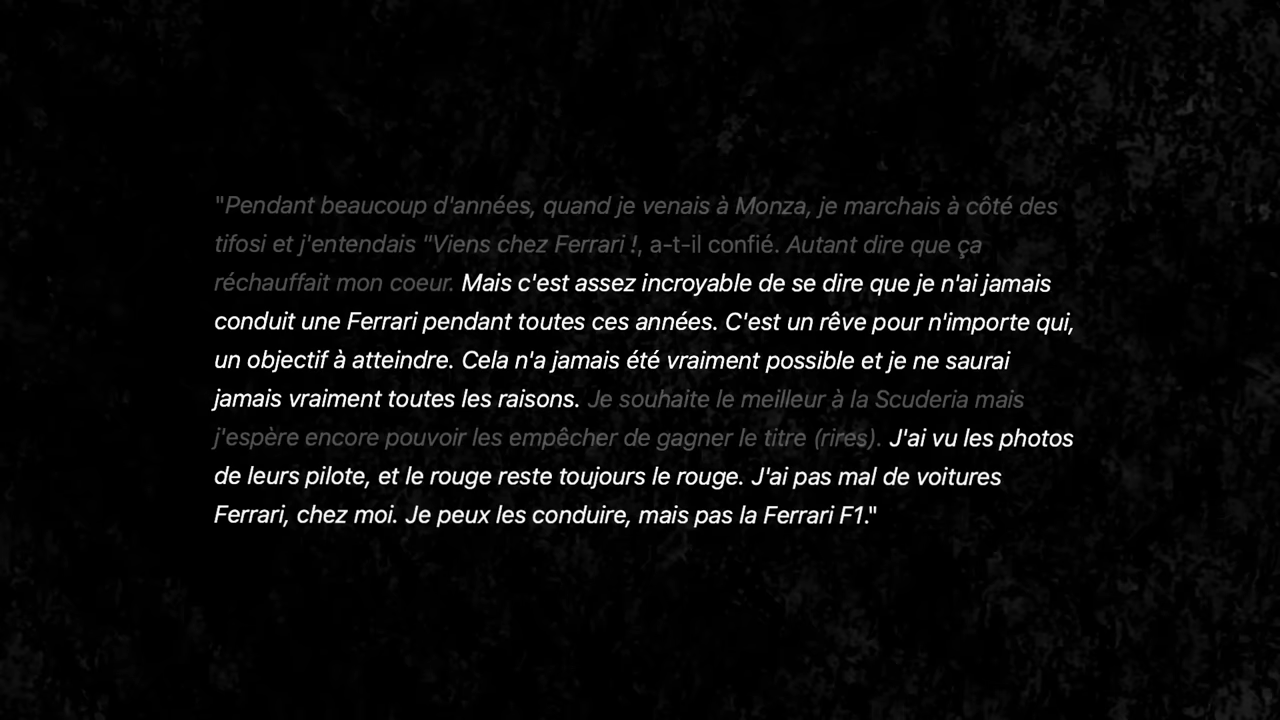 "Pendant beaucoup d'années, quand je venais à Monza, je marchais à côté des
tifosi et j'entendais "Viens chez Ferrari !, a-t-il confié. Autant dire que ça
réchauffait mon coeur. Mais c'est assez incroyable de se dire que je n'ai jamais
conduit une Ferrari pendant toutes ces années. C'est un rêve pour n'importe qui,
un objectif à atteindre. Cela n'a jamais été vraiment possible et je ne saurai
jamais vraiment toutes les raisons. Je souhaite le meilleur à la Scuderia mais
j'espère encore pouvoir les empêcher de gagner le titre (rires). J'ai vu les photos
de leurs pilote, et le rouge reste toujours le rouge. J'ai pas mal de voitures
Ferrari, chez moi. Je peux les conduire, mais pas la Ferrari F1."